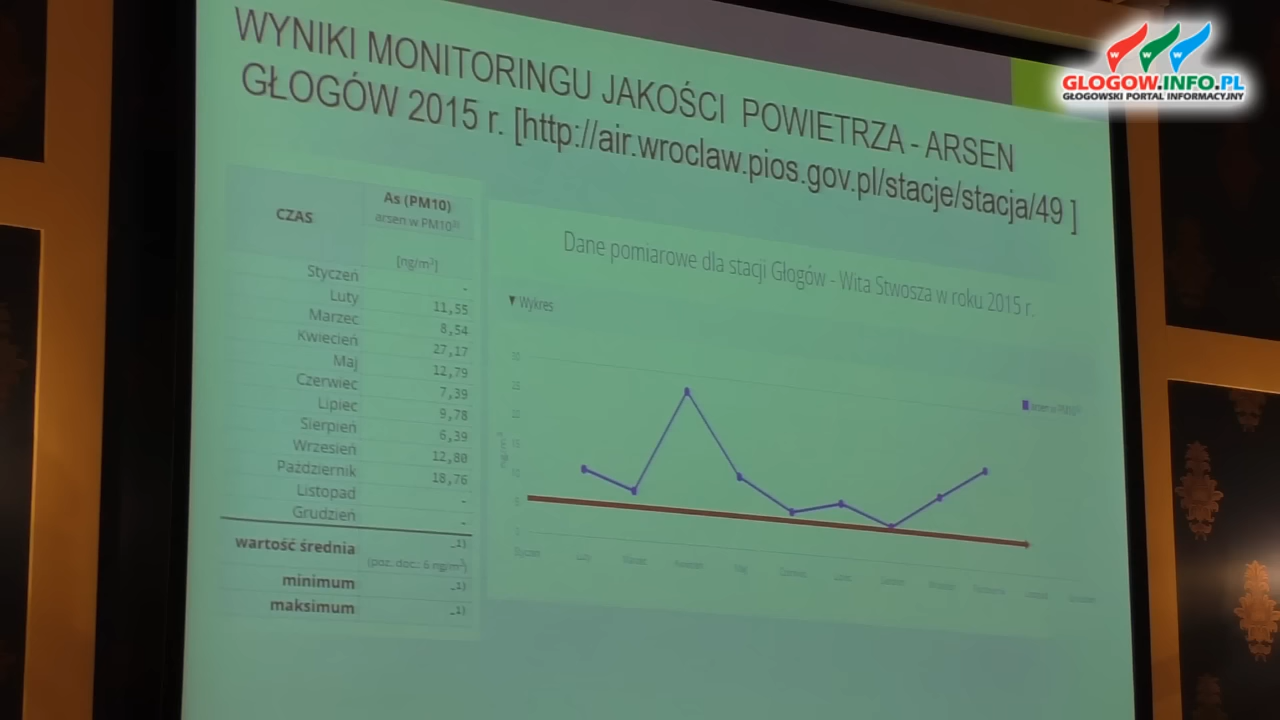 WYNIKI MONITORINGU JAKOŚCI POWIETRZA - ARSEN
GŁOGÓW 2015 r. [http://air.wroclaw.pios.gov.pl/stacje/stacja/49 ]
GLOGOW.INFO.PL
GŁOGOWSKI PORTAL INFORMACYJNY
CZAS
As (PM10)
arsen w PM10
[ng/m³]
Styczeń -
Luty 11,55
Marzec 8,54
Kwiecień 27,17
Maj 12,79
Czerwiec 7,39
Lipiec 9,78
Sierpień 6,39
Wrzesień 12,80
Październik 18,76
Listopad -
Grudzień -
wartość średnia -1)
(poz. doc.: 6 ng/m³)
minimum -1)
maksimum -1)
Dane pomiarowe dla stacji Głogów - Wita Stwosza w roku 2015 r.
▼ Wykres